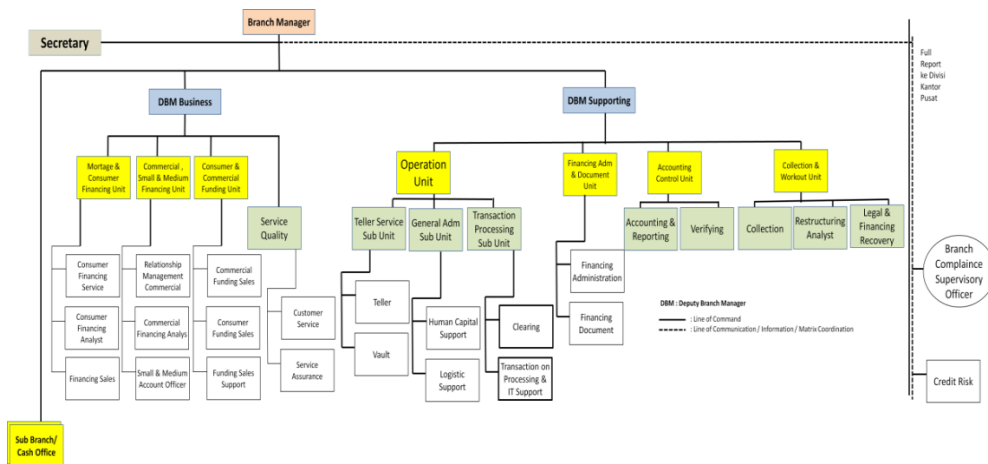 Branch Manager
Secretary
Full
Report
ke Divisi
Kantor
Pusat
DBM Business
DBM Supporting
Mortage &
Consumer
Financing Unit
Commercial ,
Small & Medium
Financing Unit
Consumer &
Commercial
Funding Unit
Service
Quality
Operation
Unit
Financing Adm
& Document
Unit
Accounting
Control Unit
Collection &
Workout Unit
Teller Service
Sub Unit
General Adm
Sub Unit
Transaction
Processing
Sub Unit
Accounting
& Reporting
Verifying
Collection
Restructuring
Analyst
Legal &
Financing
Recovery
Consumer
Financing
Service
Relationship
Management
Commercial
Commercial
Funding Sales
Customer
Service
Teller
Human Capital
Support
Clearing
Financing
Administration
Branch
Complaince
Supervisory
Officer
Consumer
Financing
Analyst
Commercial
Financing Analys
Consumer
Funding Sales
Service
Assurance
Vault
Logistic
Support
Transaction on
Processing &
IT Support
Financing
Document
DBM : Deputy Branch Manager
: Line of Command
: Line of Communication / Information / Matrix Coordination
Financing Sales
Small & Medium
Account Officer
Funding Sales
Support
Credit Risk
Sub Branch/
Cash Office